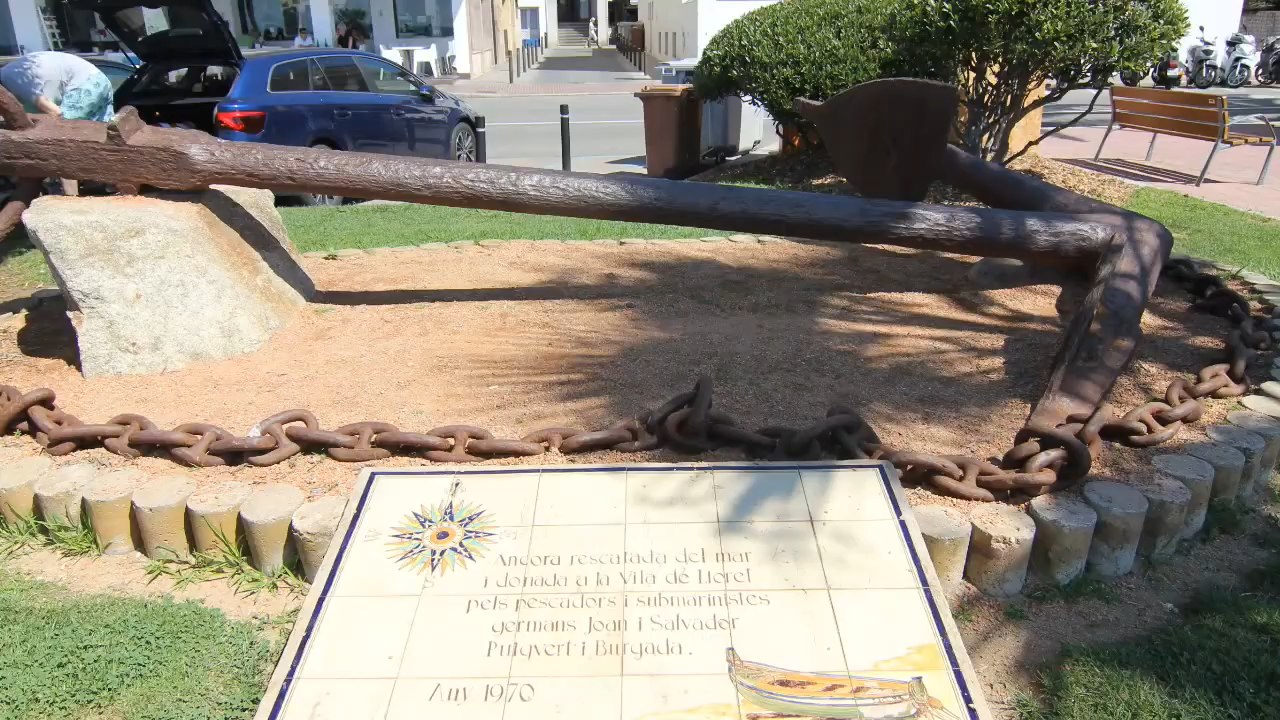 Àncora rescatada del mar
i donada a la Vila de Lloret
pels pescadors i submarinistes
germans Joan i Salvador
Puigvert i Burgada.
Any 1970